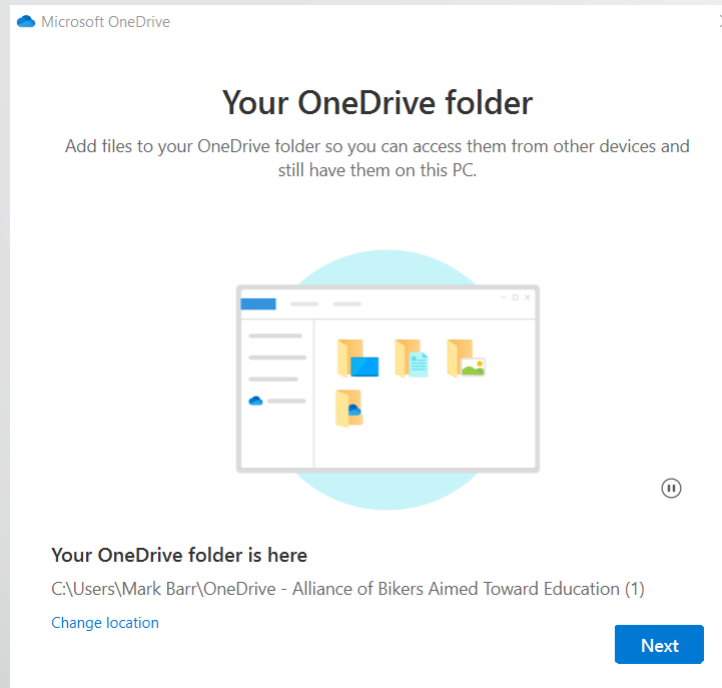 Microsoft OneDrive
Your OneDrive folder
Add files to your OneDrive folder so you can access them from other devices and
still have them on this PC.
Your OneDrive folder is here
C:\Users\Mark Barr\OneDrive - Alliance of Bikers Aimed Toward Education (1)
Change location
Next